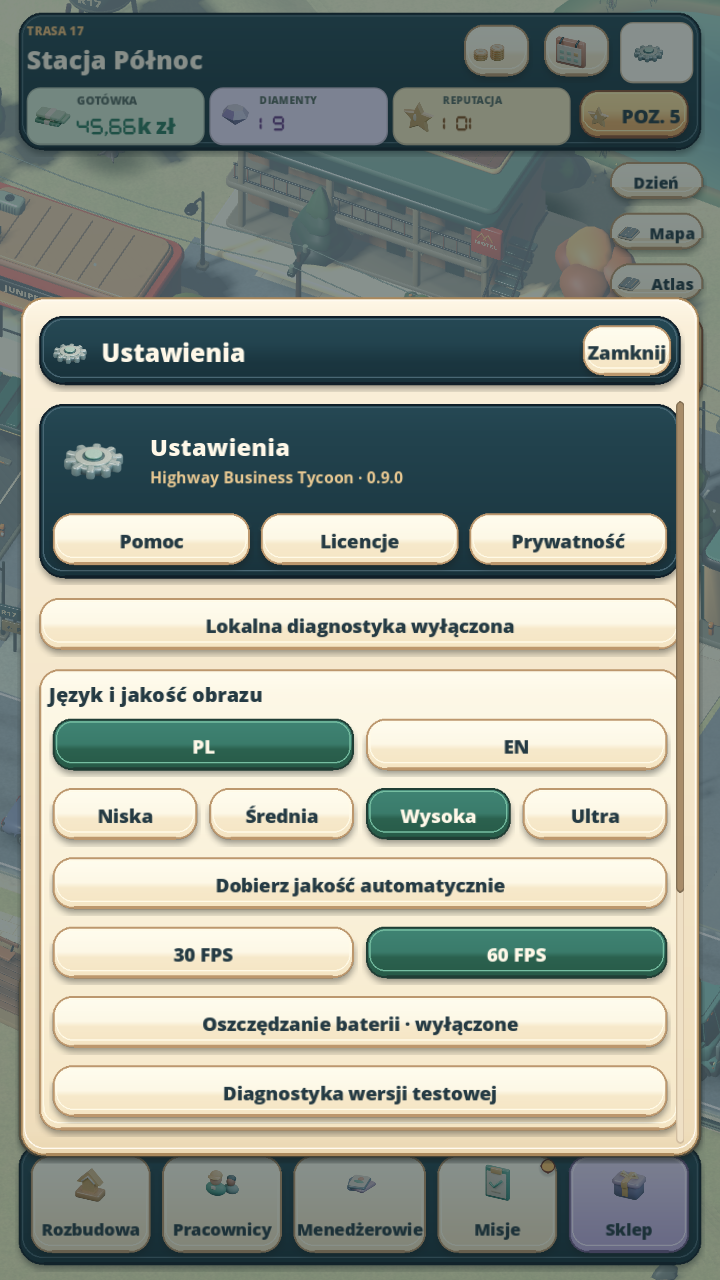 TRASA 17
Stacja Północ
GOTÓWKA
45,66k zł
DIAMENTY
19
REPUTACJA
101
POZ. 5
Dzień
Mapa
Atlas
Ustawienia
Zamknij
Ustawienia
Highway Business Tycoon · 0.9.0
Pomoc
Licencje
Prywatność
Lokalna diagnostyka wyłączona
Język i jakość obrazu
PL
EN
Niska
Średnia
Wysoka
Ultra
Dobierz jakość automatycznie
30 FPS
60 FPS
Oszczędzanie baterii · wyłączone
Diagnostyka wersji testowej
Rozbudowa
Pracownicy
Menedżerowie
Misje
Sklep